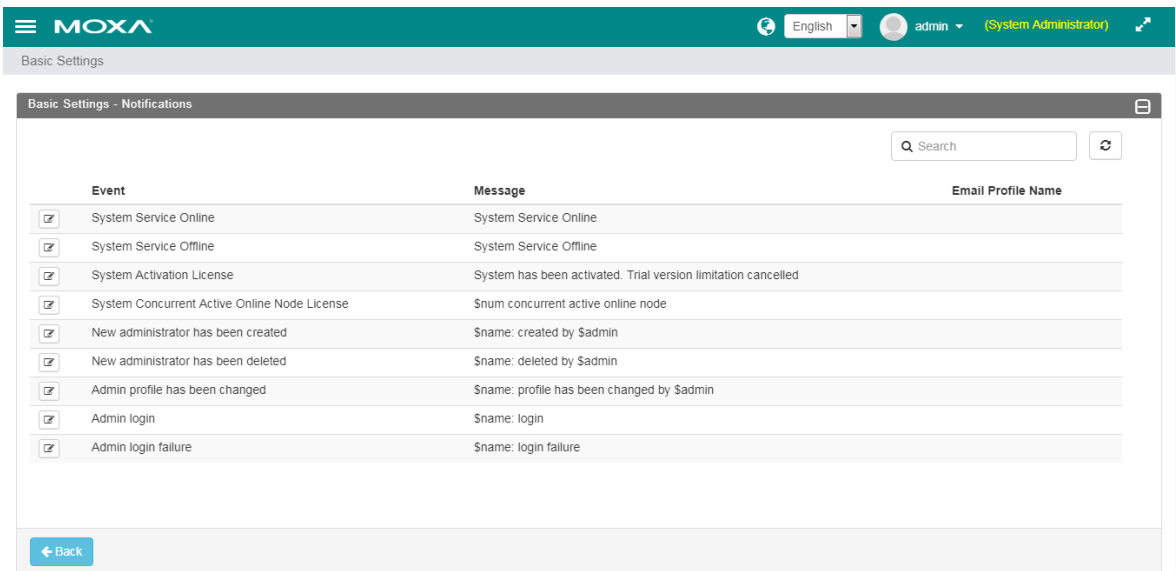 MOXA English admin (System Administrator)
Basic Settings
Basic Settings - Notifications
Search
Event Message Email Profile Name
System Service Online System Service Online
System Service Offline System Service Offline
System Activation License System has been activated. Trial version limitation cancelled
System Concurrent Active Online Node License $num concurrent active online node
New administrator has been created $name: created by $admin
New administrator has been deleted $name: deleted by $admin
Admin profile has been changed $name: profile has been changed by $admin
Admin login $name: login
Admin login failure $name: login failure
Back